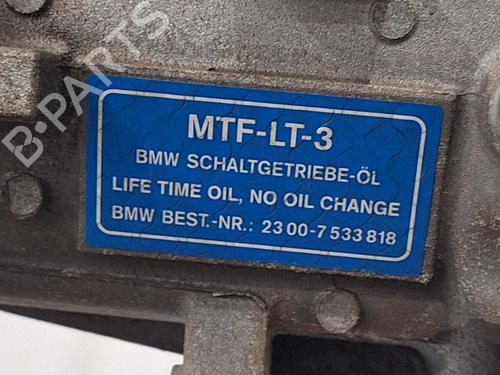 B-PARTS
MTF-LT-3
BMW SCHALTGETRIEBE-ÖL
LIFE TIME OIL, NO OIL CHANGE
BMW BEST.-NR.: 23 00-7 533 818